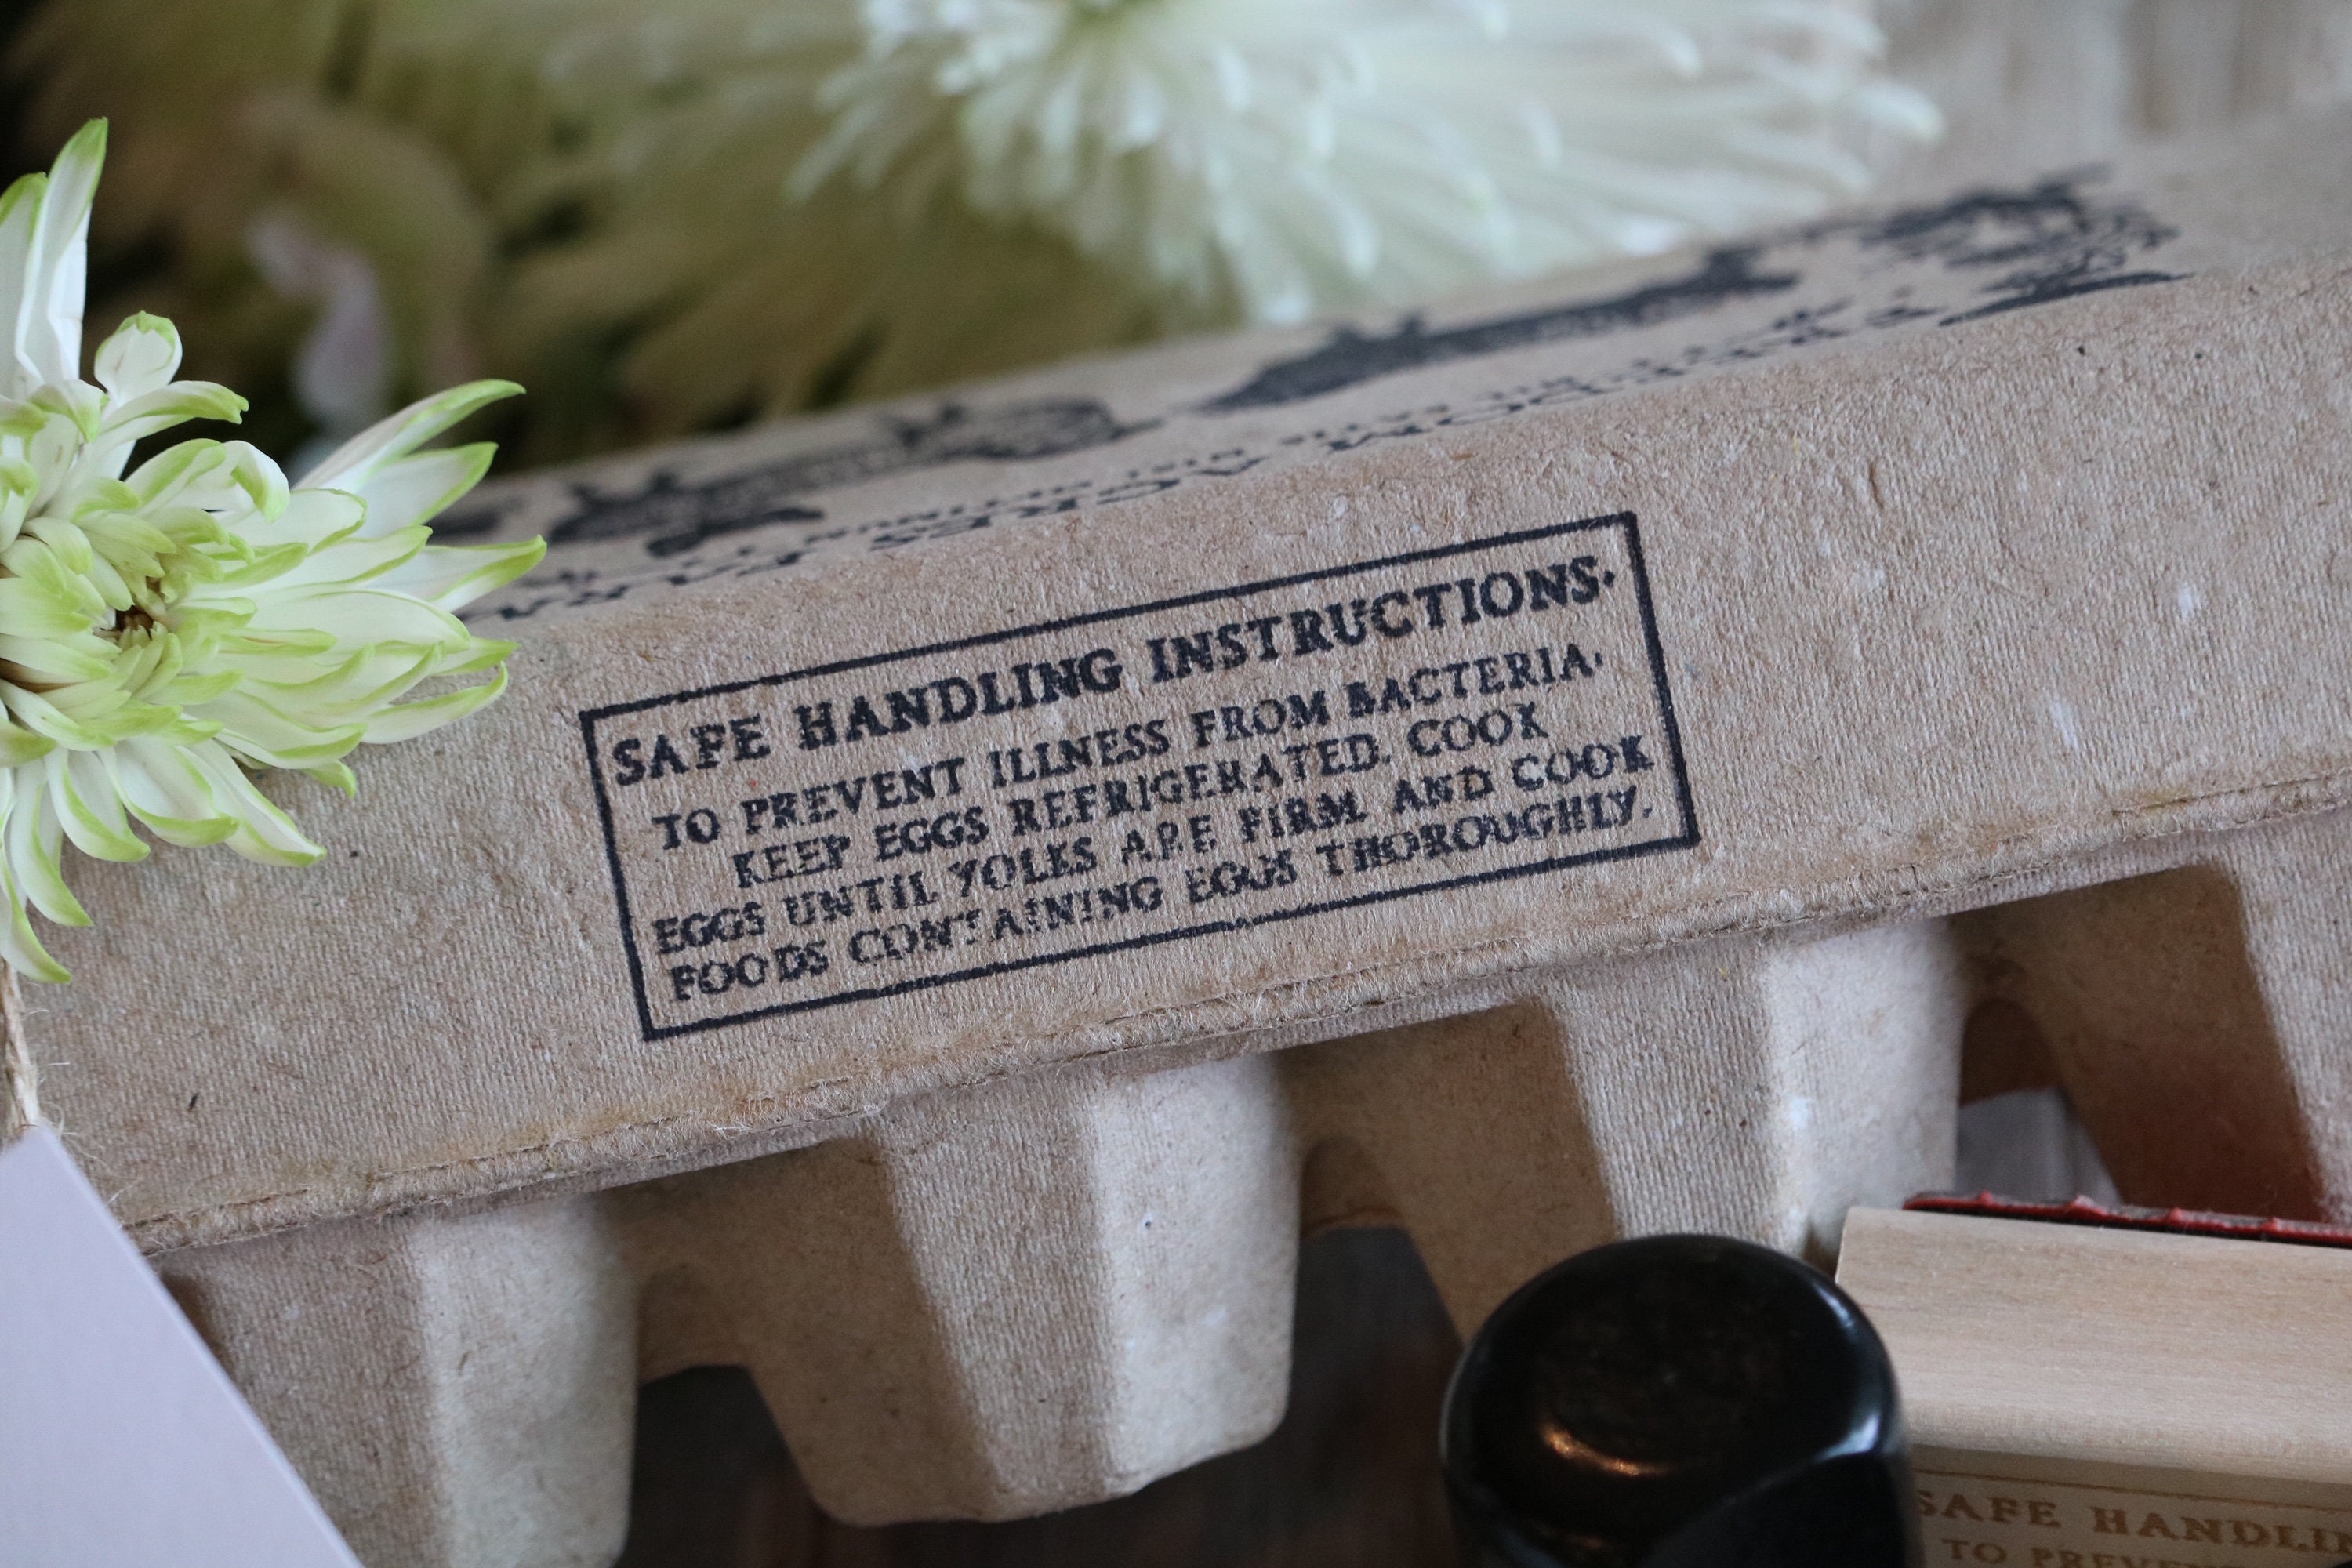 SAFE HANDLING INSTRUCTIONS.
TO PREVENT ILLNESS FROM BACTERIA.
KEEP EGGS REFRIGERATED. COOK
EGGS UNTIL YOLKS ARE FIRM AND COOK
FOODS CONTAINING EGGS THOROUGHLY.
SAFE
TO